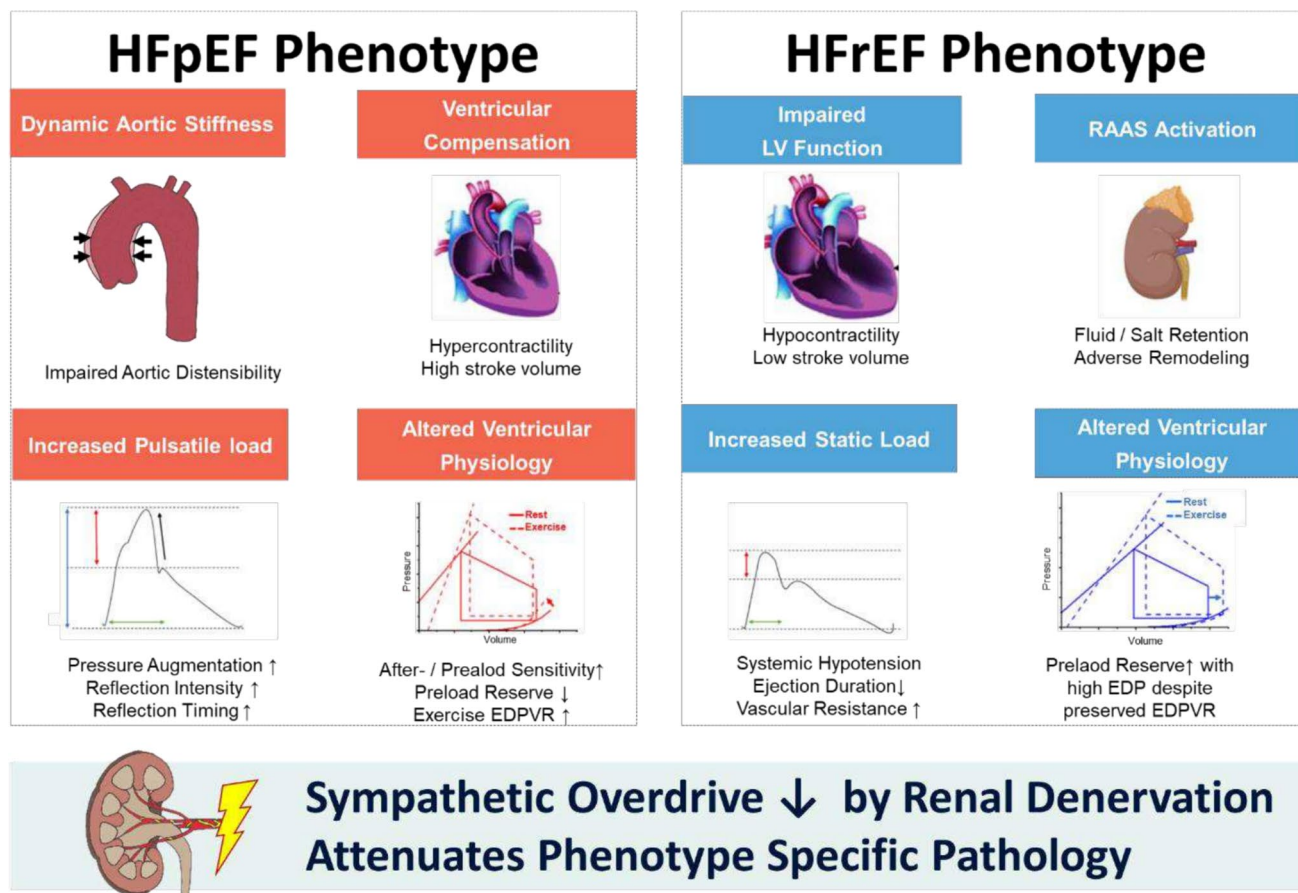 HFpEF Phenotype
Dynamic Aortic Stiffness
Impaired Aortic Distensibility
Ventricular
Compensation
Hypercontractility
High stroke volume
Increased Pulsatile load
Pressure Augmentation ↑
Reflection Intensity ↑
Reflection Timing ↑
Altered Ventricular
Physiology
Rest
Exercise
Pressure
Volume
After- / Prealod Sensitivity↑
Preload Reserve ↓
Exercise EDPVR ↑
HFrEF Phenotype
Impaired
LV Function
Hypocontractility
Low stroke volume
RAAS Activation
Fluid / Salt Retention
Adverse Remodeling
Increased Static Load
Systemic Hypotension
Ejection Duration↓
Vascular Resistance ↑
Altered Ventricular
Physiology
Rest
Exercise
Pressure
Volume
Prelaod Reserve↑ with
high EDP despite
preserved EDPVR
Sympathetic Overdrive ↓ by Renal Denervation
Attenuates Phenotype Specific Pathology